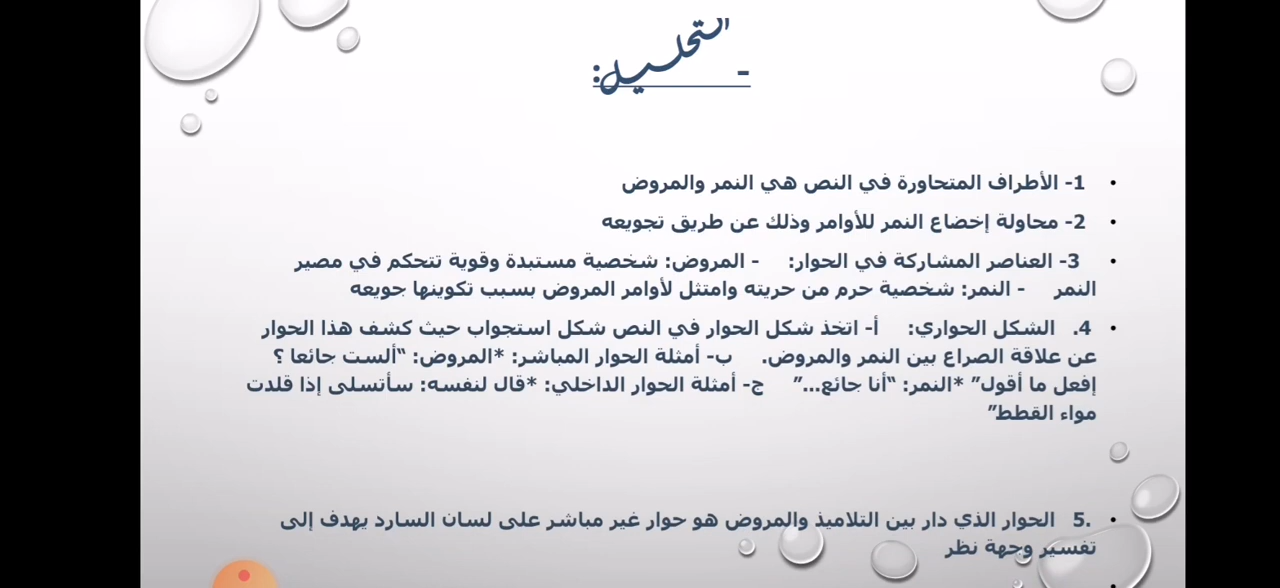 - التحليل:
• 1- الأطراف المتحاورة في النص هي النمر والمروض
• 2- محاولة إخضاع النمر للأوامر وذلك عن طريق تجويعه
• 3- العناصر المشاركة في الحوار: - المروض: شخصية مستبدة وقوية تتحكم في مصير
النمر - النمر: شخصية حرم من حريته وامتثل لأوامر المروض بسبب تكوينها جويعه
• 4. الشكل الحواري: أ- اتخذ شكل الحوار في النص شكل استجواب حيث كشف هذا الحوار
عن علاقة الصراع بين النمر والمروض. ب- أمثلة الحوار المباشر: *المروض: “ألست جائعا ؟
إفعل ما أقول” *النمر: “أنا جائع...” ج- أمثلة الحوار الداخلي: *قال لنفسه: سأتسلى إذا قلدت
مواء القطط”
• 5. الحوار الذي دار بين التلاميذ والمروض هو حوار غير مباشر على لسان السارد يهدف إلى
تفسير وجهة نظر